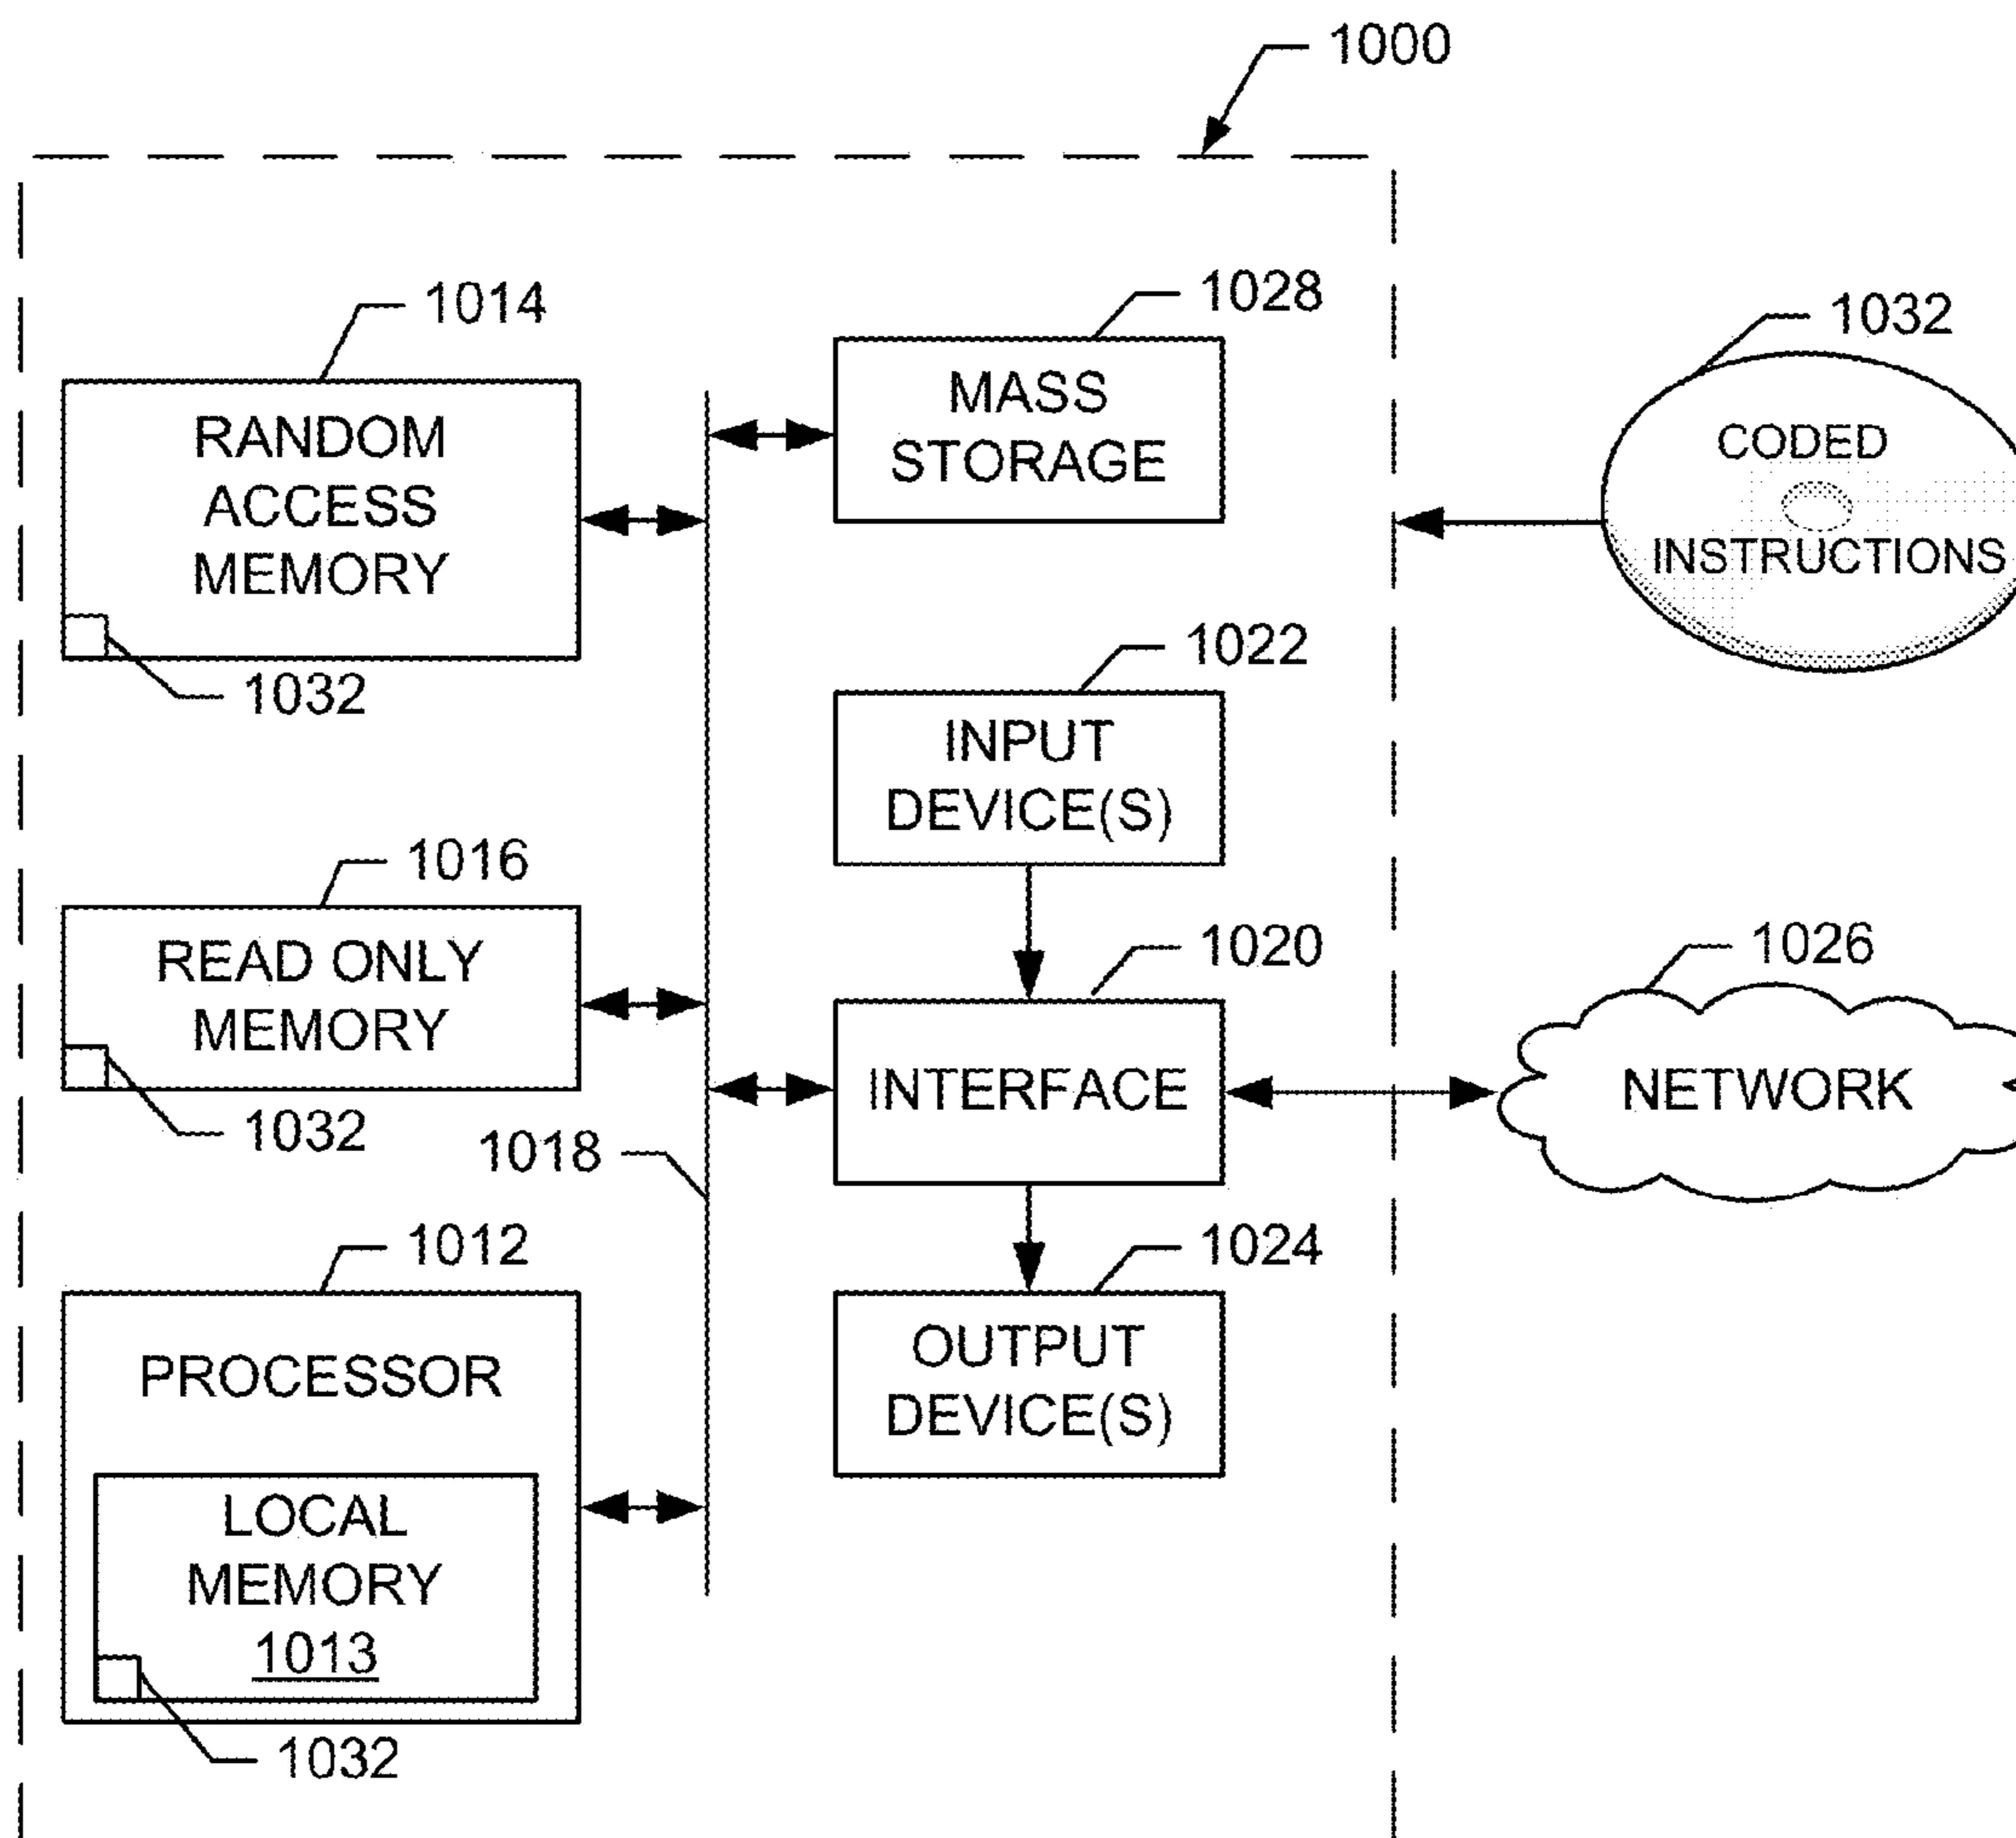 1000
1014
RANDOM
ACCESS
MEMORY
1032
1028
MASS
STORAGE
1032
CODED
INSTRUCTIONS
1022
INPUT
DEVICE(S)
1016
READ ONLY
MEMORY
1032
1018
1020
INTERFACE
1026
NETWORK
1012
PROCESSOR
LOCAL
MEMORY
1013
1032
1024
OUTPUT
DEVICE(S)